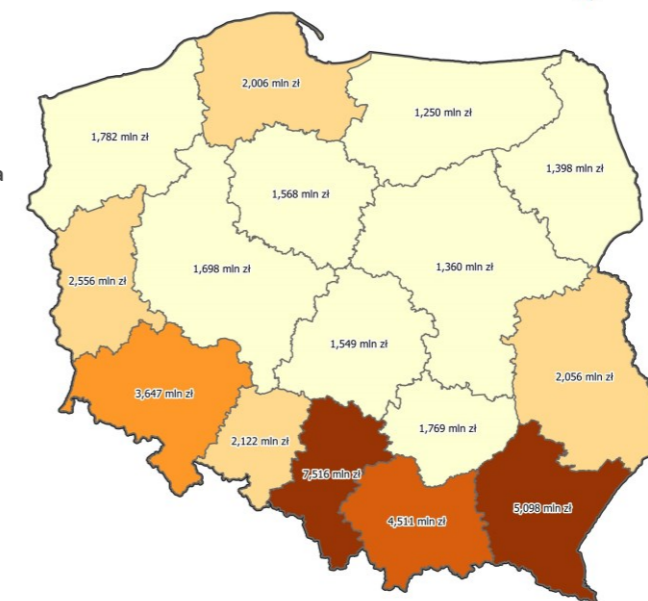 2,006 mln zł
1,250 mln zł
1,782 mln zł
1,398 mln zł
a
1,568 mln zł
1,698 mln zł
1,360 mln zł
2,556 mln zł
1,549 mln zł
2,056 mln zł
3,647 mln zł
1,769 mln zł
2,122 mln zł
7,516 mln zł
5,098 mln zł
4,511 mln zł